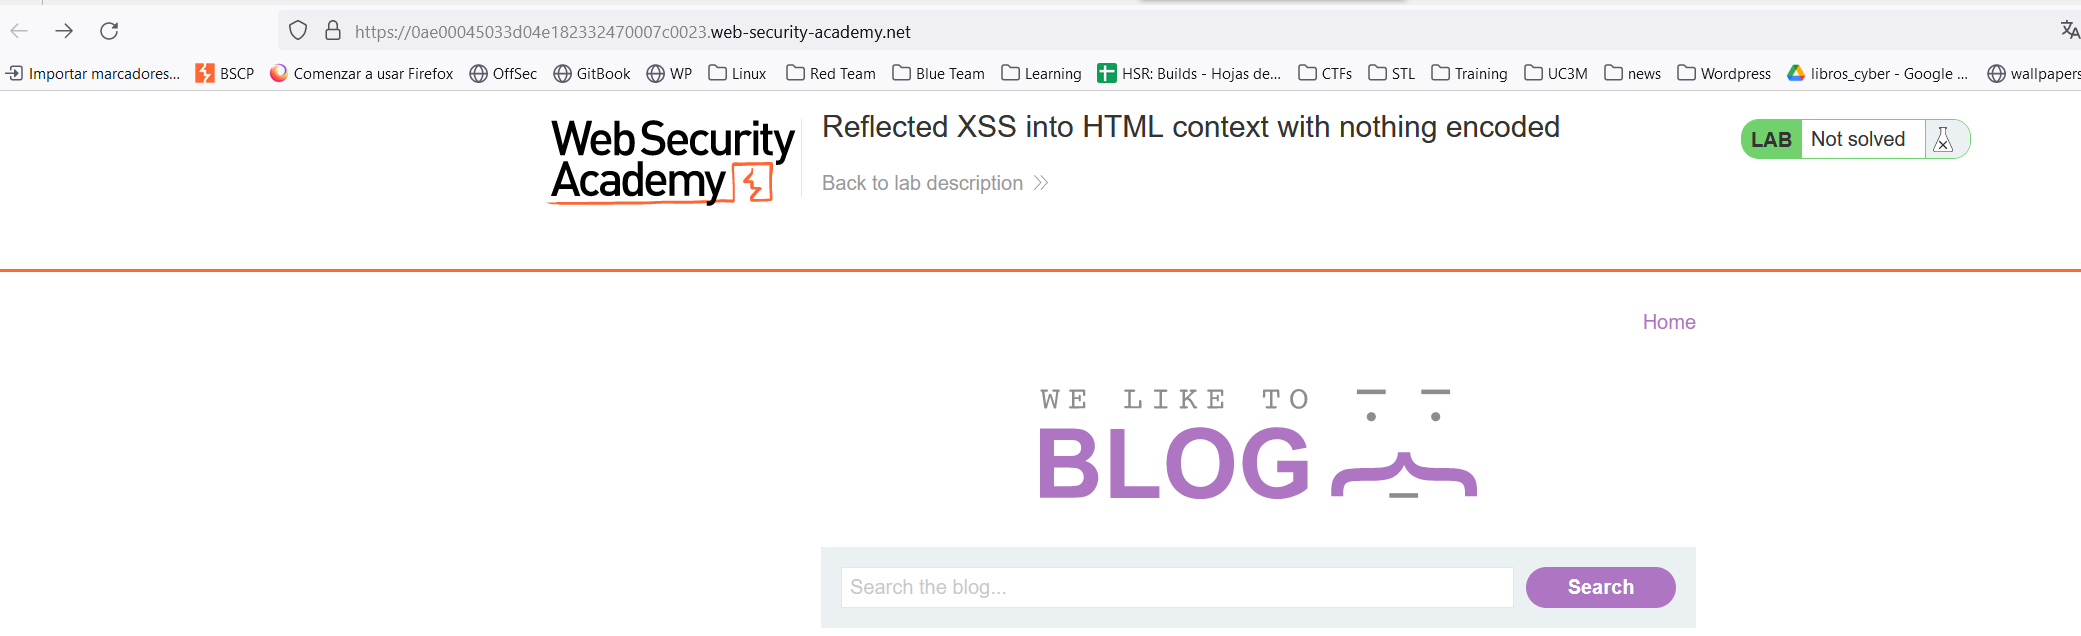 https://0ae00045033d04e182332470007c0023.web-security-academy.net
Importar marcadores... BSCP Comenzar a usar Firefox OffSec GitBook WP Linux Red Team Blue Team Learning HSR: Builds - Hojas de... CTFs STL Training UC3M news Wordpress libros_cyber - Google ... wallpapers
Web Security
Academy
Reflected XSS into HTML context with nothing encoded
Back to lab description
LAB Not solved
Home
WE LIKE TO
BLOG
Search the blog... Search